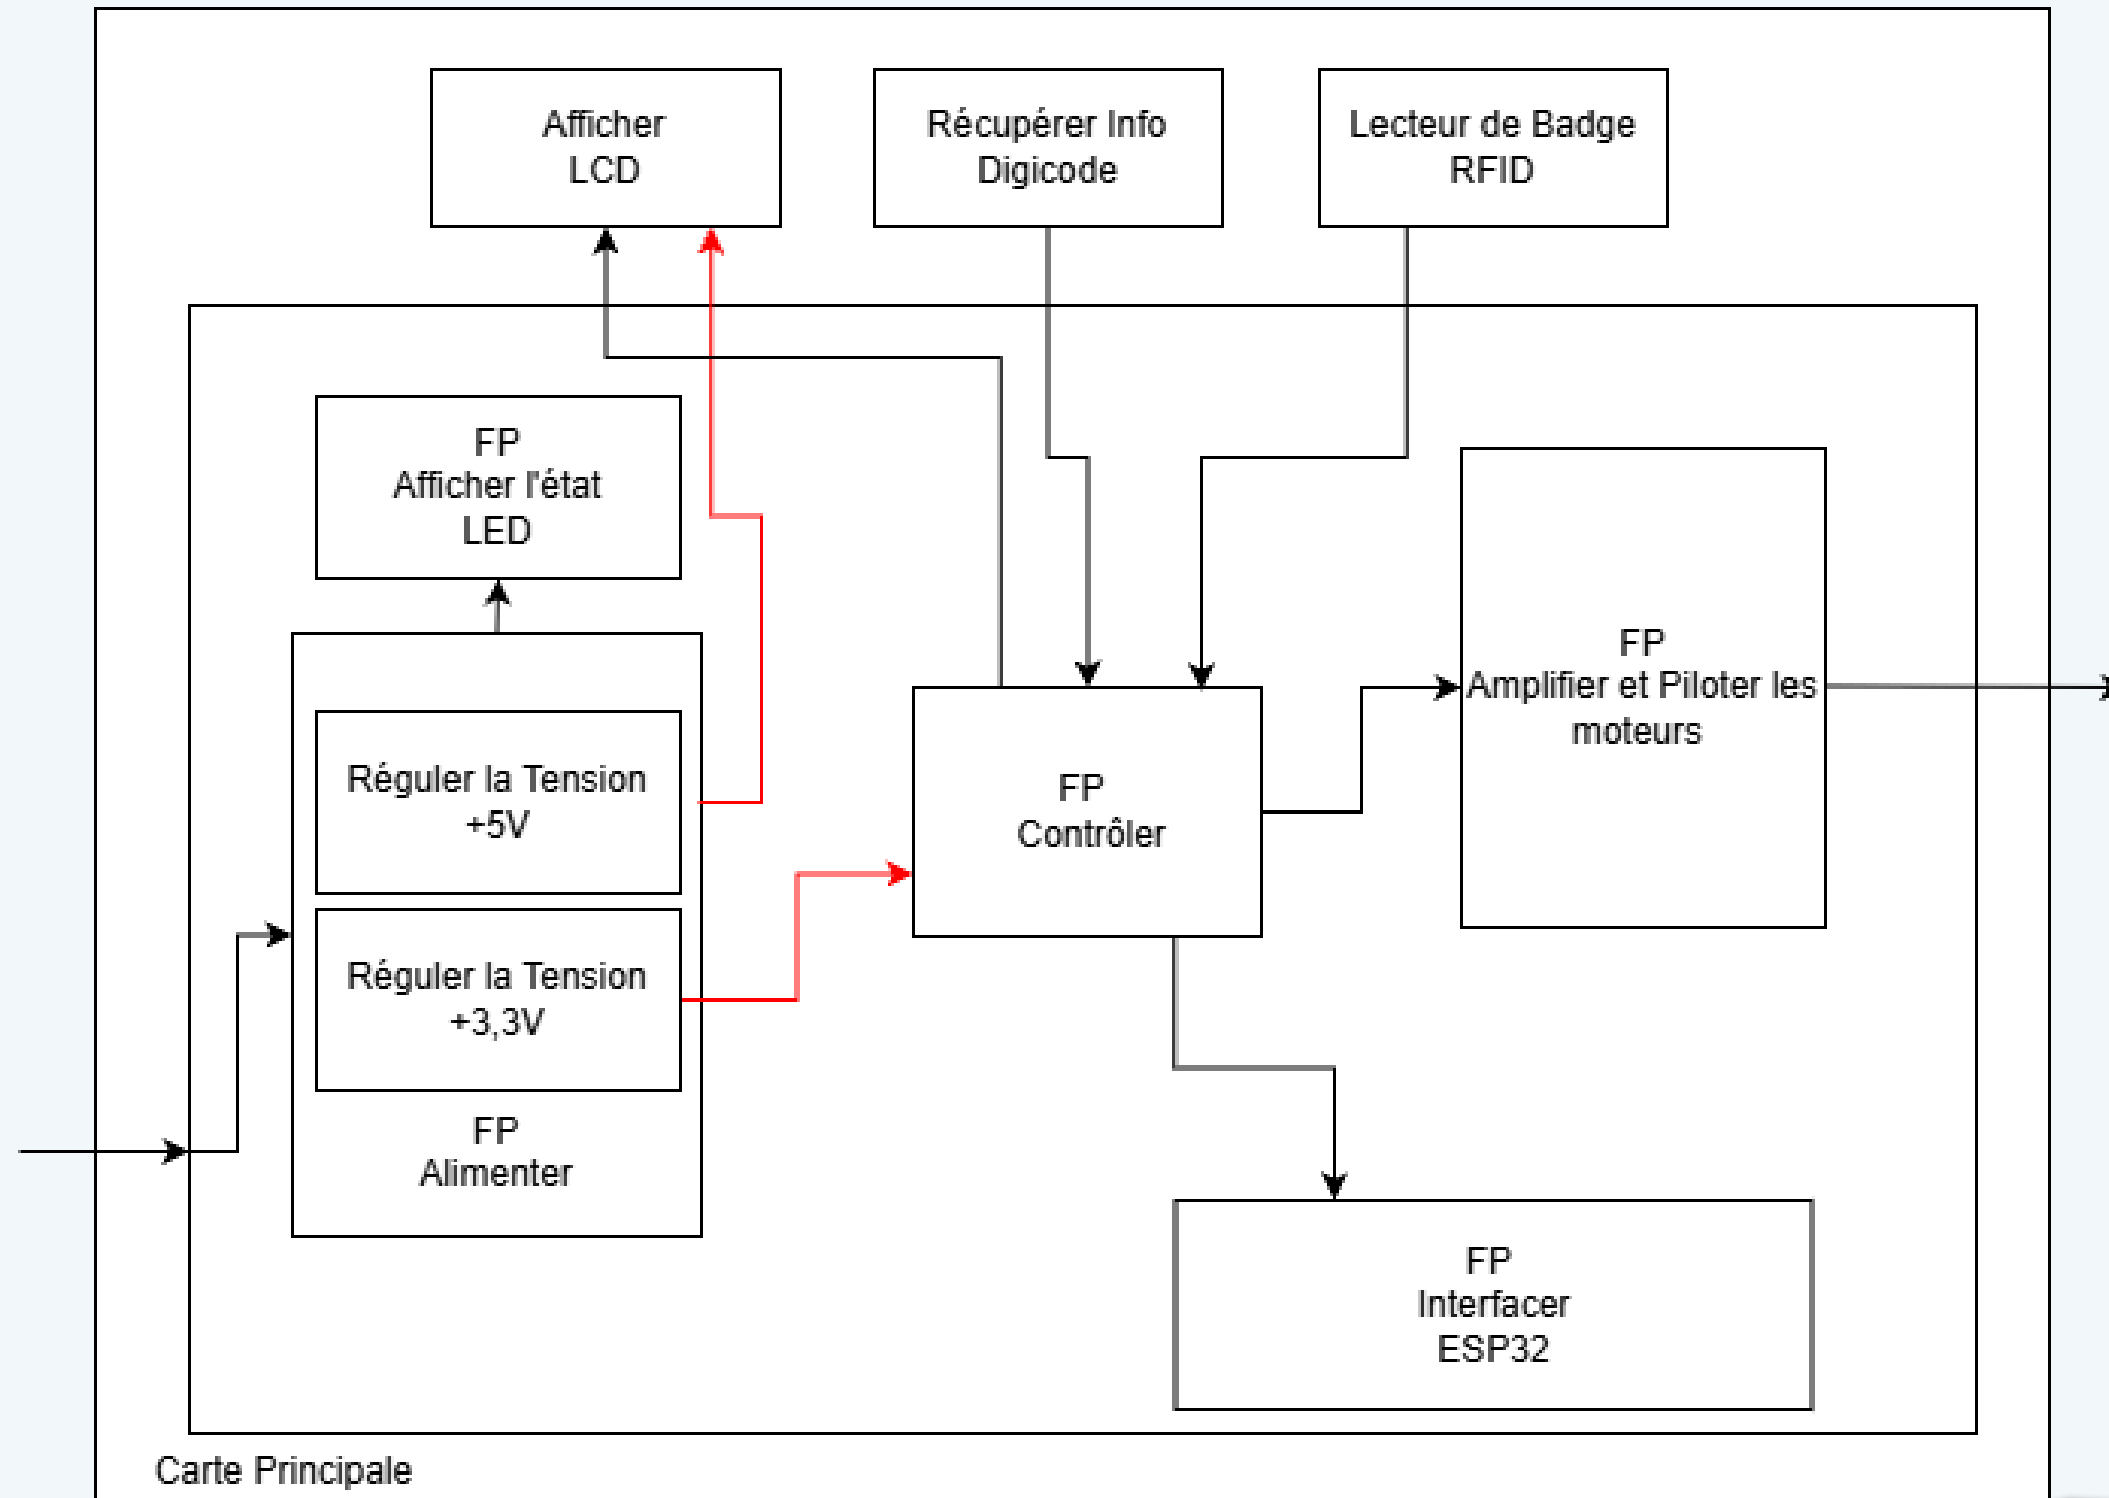 Afficher
LCD
Récupérer Info
Digicode
Lecteur de Badge
RFID
FP
Afficher l'état
LED
FP
Amplifier et Piloter les
moteurs
Réguler la Tension
+5V
FP
Contrôler
Réguler la Tension
+3,3V
FP
Alimenter
FP
Interfacer
ESP32
Carte Principale